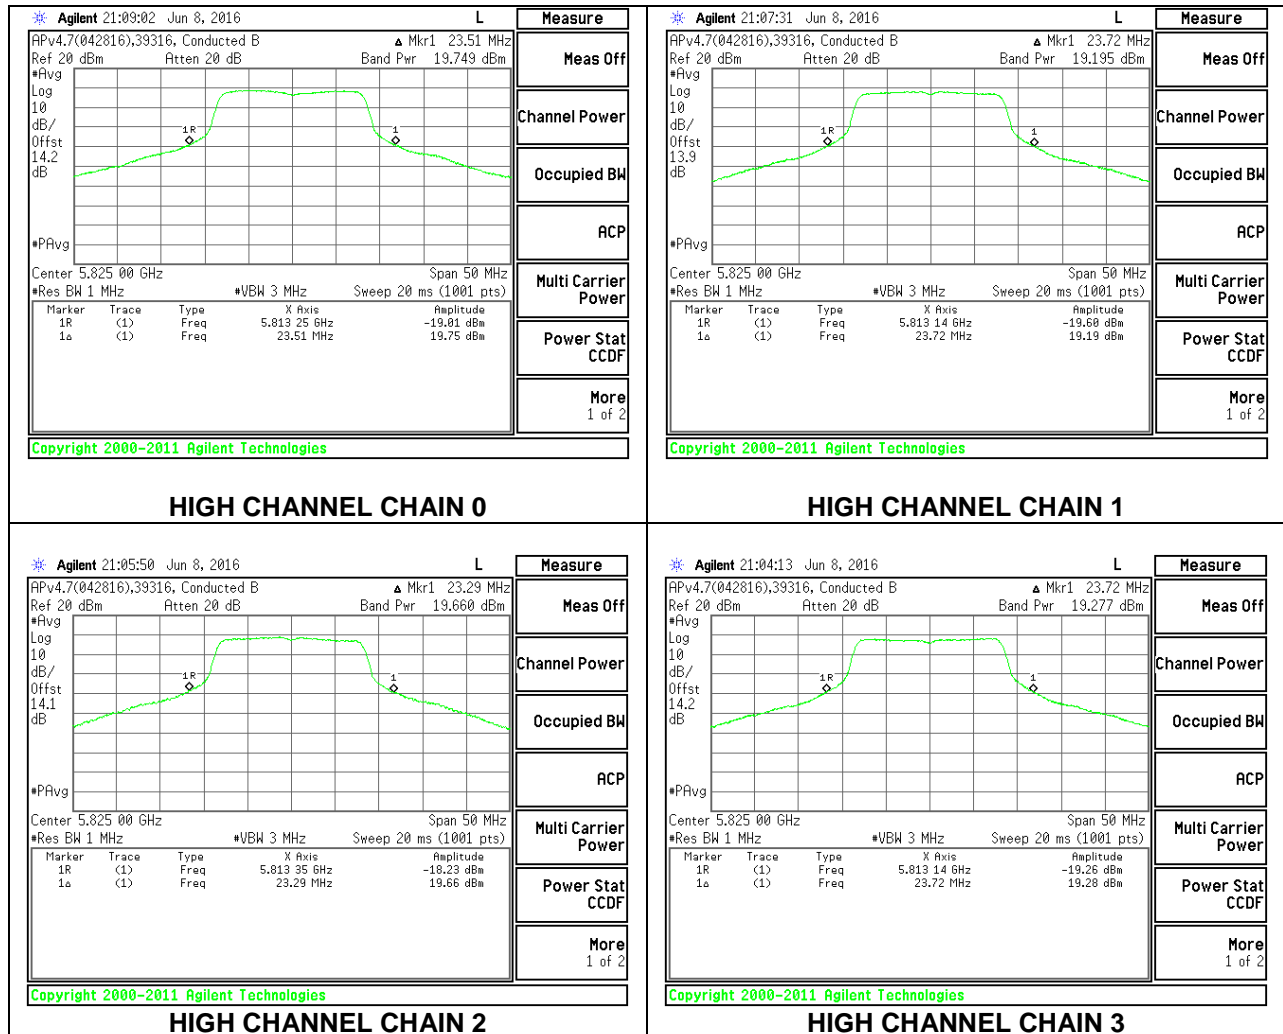 Agilent 21:09:02 Jun 8, 2016 L Measure
APv4.7(042816),39316, Conducted B Δ Mkr1 23.51 MHz
Ref 20 dBm Atten 20 dB Band Pwr 19.749 dBm
#Avg
Log
10
dB/
Offst
14.2
dB
#PAvg
1R
1
Center 5.825 00 GHz Span 50 MHz
#Res BW 1 MHz #VBW 3 MHz Sweep 20 ms (1001 pts)
Marker Trace Type X Axis Amplitude
1R (1) Freq 5.813 25 GHz -19.01 dBm
1Δ (1) Freq 23.51 MHz 19.75 dBm
Meas Off
Channel Power
Occupied BW
ACP
Multi Carrier
Power
Power Stat
CCDF
More
1 of 2
Copyright 2000-2011 Agilent Technologies
HIGH CHANNEL CHAIN 0
Agilent 21:07:31 Jun 8, 2016 L Measure
APv4.7(042816),39316, Conducted B Δ Mkr1 23.72 MHz
Ref 20 dBm Atten 20 dB Band Pwr 19.195 dBm
#Avg
Log
10
dB/
Offst
13.9
dB
#PAvg
1R
1
Center 5.825 00 GHz Span 50 MHz
#Res BW 1 MHz #VBW 3 MHz Sweep 20 ms (1001 pts)
Marker Trace Type X Axis Amplitude
1R (1) Freq 5.813 14 GHz -19.60 dBm
1Δ (1) Freq 23.72 MHz 19.19 dBm
Meas Off
Channel Power
Occupied BW
ACP
Multi Carrier
Power
Power Stat
CCDF
More
1 of 2
Copyright 2000-2011 Agilent Technologies
HIGH CHANNEL CHAIN 1
Agilent 21:05:50 Jun 8, 2016 L Measure
APv4.7(042816),39316, Conducted B Δ Mkr1 23.29 MHz
Ref 20 dBm Atten 20 dB Band Pwr 19.660 dBm
#Avg
Log
10
dB/
Offst
14.1
dB
#PAvg
1R
1
Center 5.825 00 GHz Span 50 MHz
#Res BW 1 MHz #VBW 3 MHz Sweep 20 ms (1001 pts)
Marker Trace Type X Axis Amplitude
1R (1) Freq 5.813 35 GHz -18.23 dBm
1Δ (1) Freq 23.29 MHz 19.66 dBm
Meas Off
Channel Power
Occupied BW
ACP
Multi Carrier
Power
Power Stat
CCDF
More
1 of 2
Copyright 2000-2011 Agilent Technologies
HIGH CHANNEL CHAIN 2
Agilent 21:04:13 Jun 8, 2016 L Measure
APv4.7(042816),39316, Conducted B Δ Mkr1 23.72 MHz
Ref 20 dBm Atten 20 dB Band Pwr 19.277 dBm
#Avg
Log
10
dB/
Offst
14.2
dB
#PAvg
1R
1
Center 5.825 00 GHz Span 50 MHz
#Res BW 1 MHz #VBW 3 MHz Sweep 20 ms (1001 pts)
Marker Trace Type X Axis Amplitude
1R (1) Freq 5.813 14 GHz -19.26 dBm
1Δ (1) Freq 23.72 MHz 19.28 dBm
Meas Off
Channel Power
Occupied BW
ACP
Multi Carrier
Power
Power Stat
CCDF
More
1 of 2
Copyright 2000-2011 Agilent Technologies
HIGH CHANNEL CHAIN 3